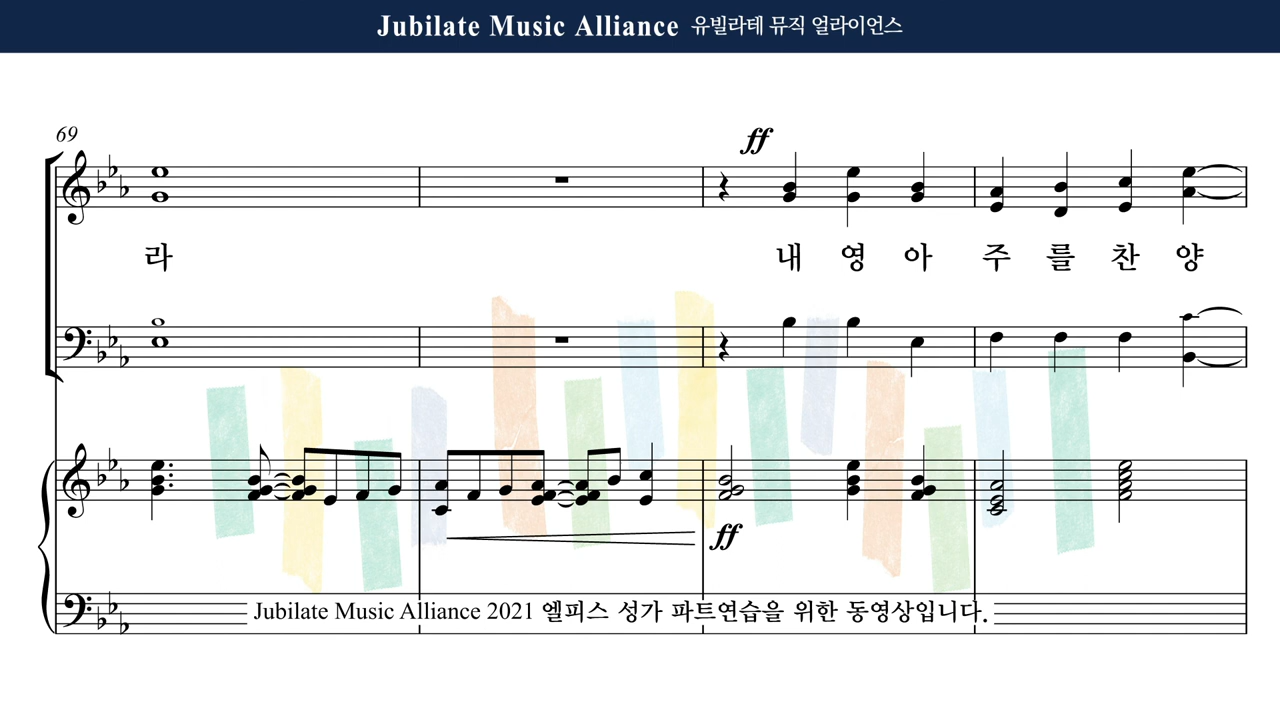 Jubilate Music Alliance 유빌라테 뮤직 얼라이언스
69
ff
라 내 영 아 주 를 찬 양
ff
Jubilate Music Alliance 2021 엘피스 성가 파트연습을 위한 동영상입니다.